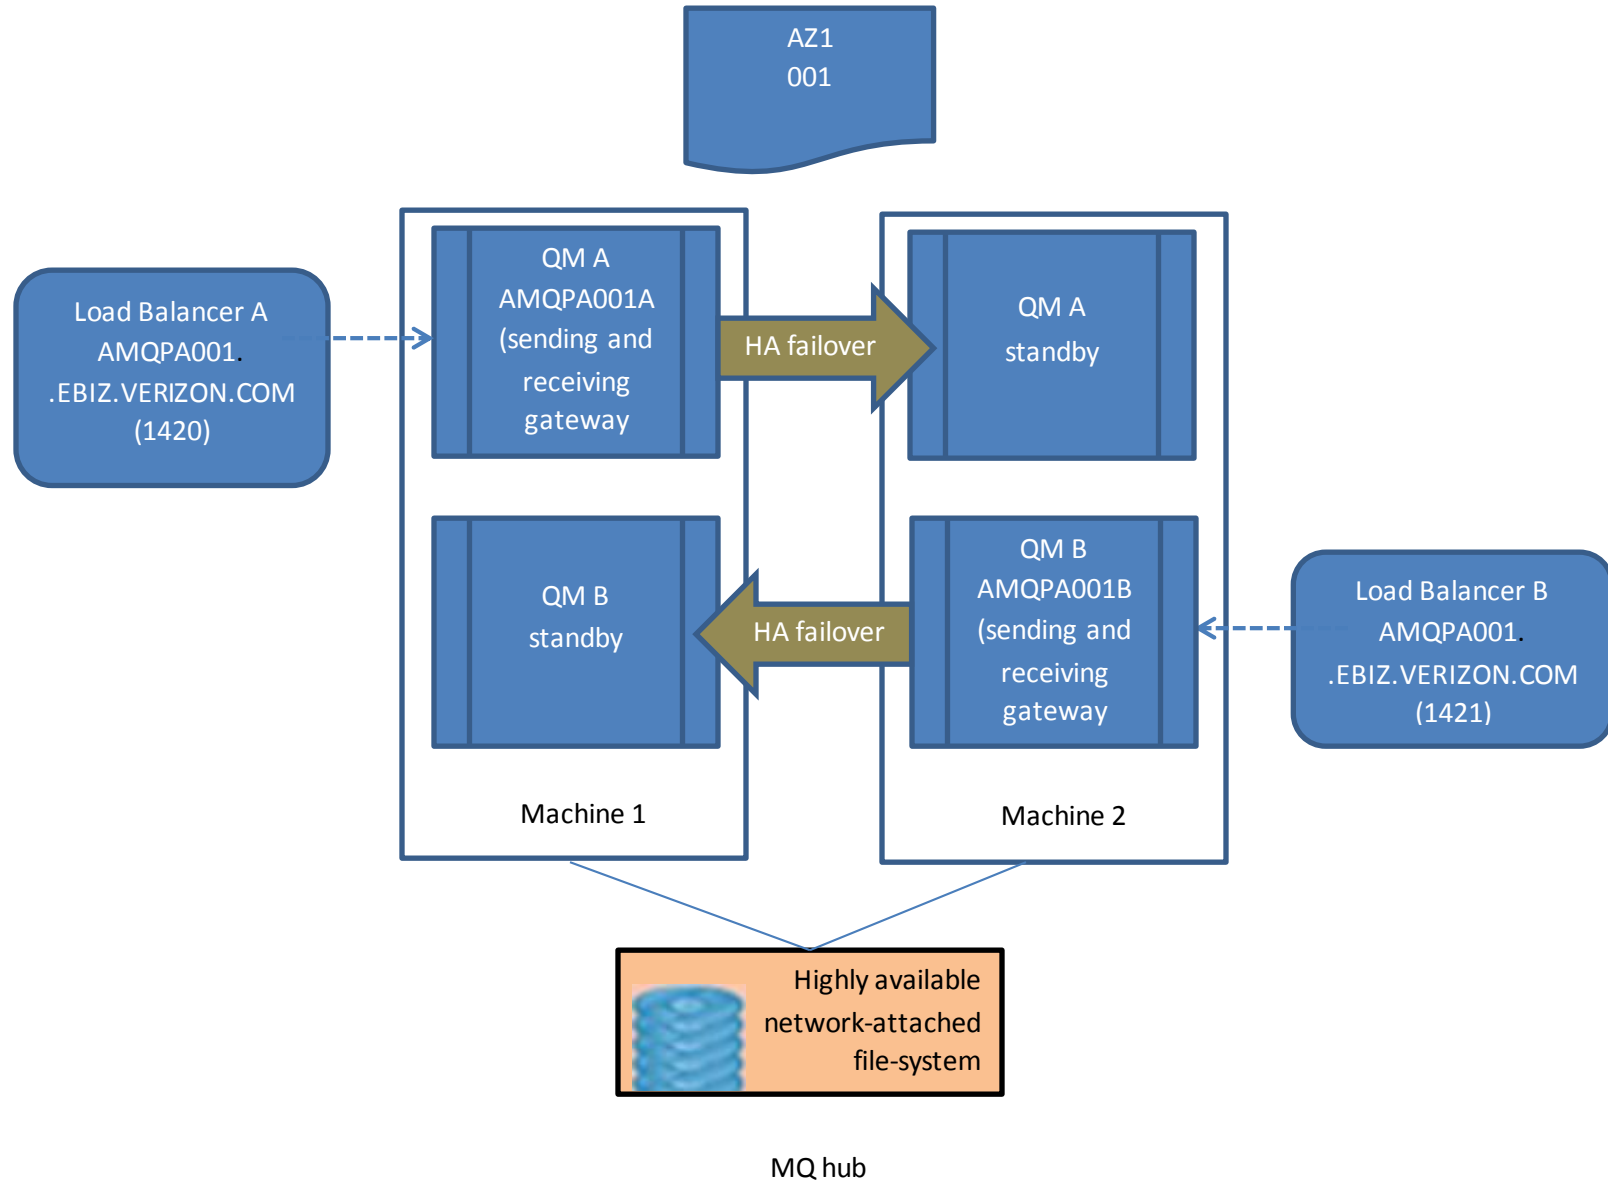 AZ1
001
Load Balancer A
AMQPA001.
.EBIZ.VERIZON.COM
(1420)
QM A
AMQPA001A
(sending and
receiving
gateway
HA failover
QM A
standby
QM B
standby
HA failover
QM B
AMQPA001B
(sending and
receiving
gateway
Load Balancer B
AMQPA001.
.EBIZ.VERIZON.COM
(1421)
Machine 1
Machine 2
Highly available
network-attached
file-system
MQ hub